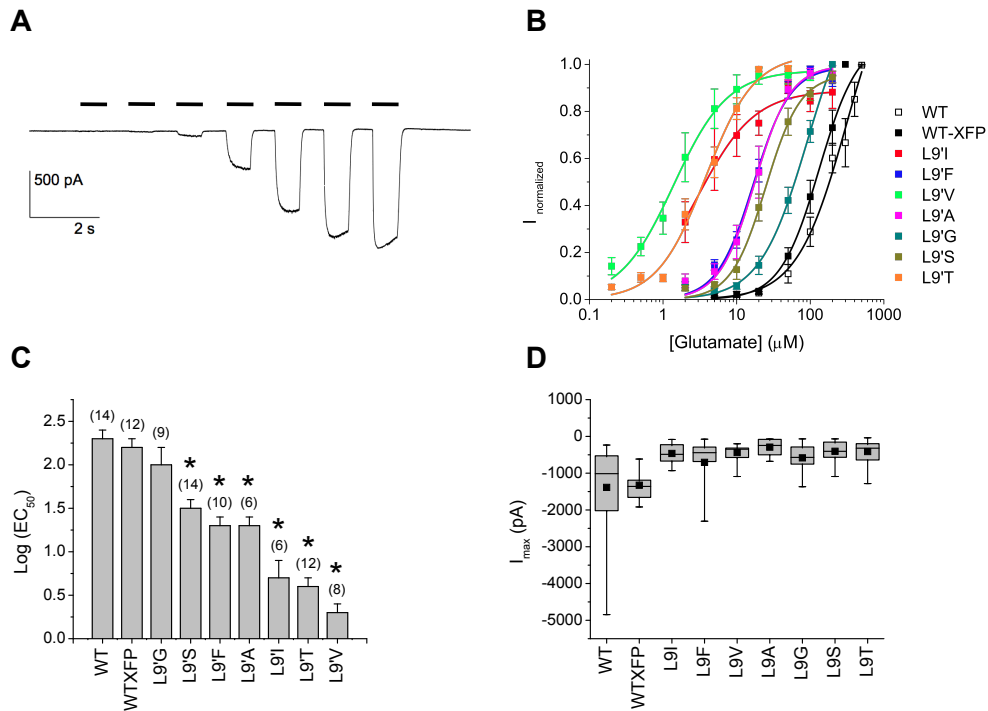 A
500 pA
2 s
B
I normalized
1.0
0.8
0.6
0.4
0.2
0.0
0.1
1
10
100
1000
[Glutamate] (μM)
WT
WT-XFP
L9'I
L9'F
L9'V
L9'A
L9'G
L9'S
L9'T
C
Log (EC50)
2.5
2.0
1.5
1.0
0.5
0.0
(14)
(12)
(9)
*
(14)
*
(10)
*
(6)
*
(6)
*
(12)
*
(8)
WT
WTXFP
L9'G
L9'S
L9'F
L9'A
L9'I
L9'T
L9'V
D
Imax (pA)
1000
0
-1000
-2000
-3000
-4000
-5000
WT
WTXFP
L9I
L9F
L9V
L9A
L9G
L9S
L9T